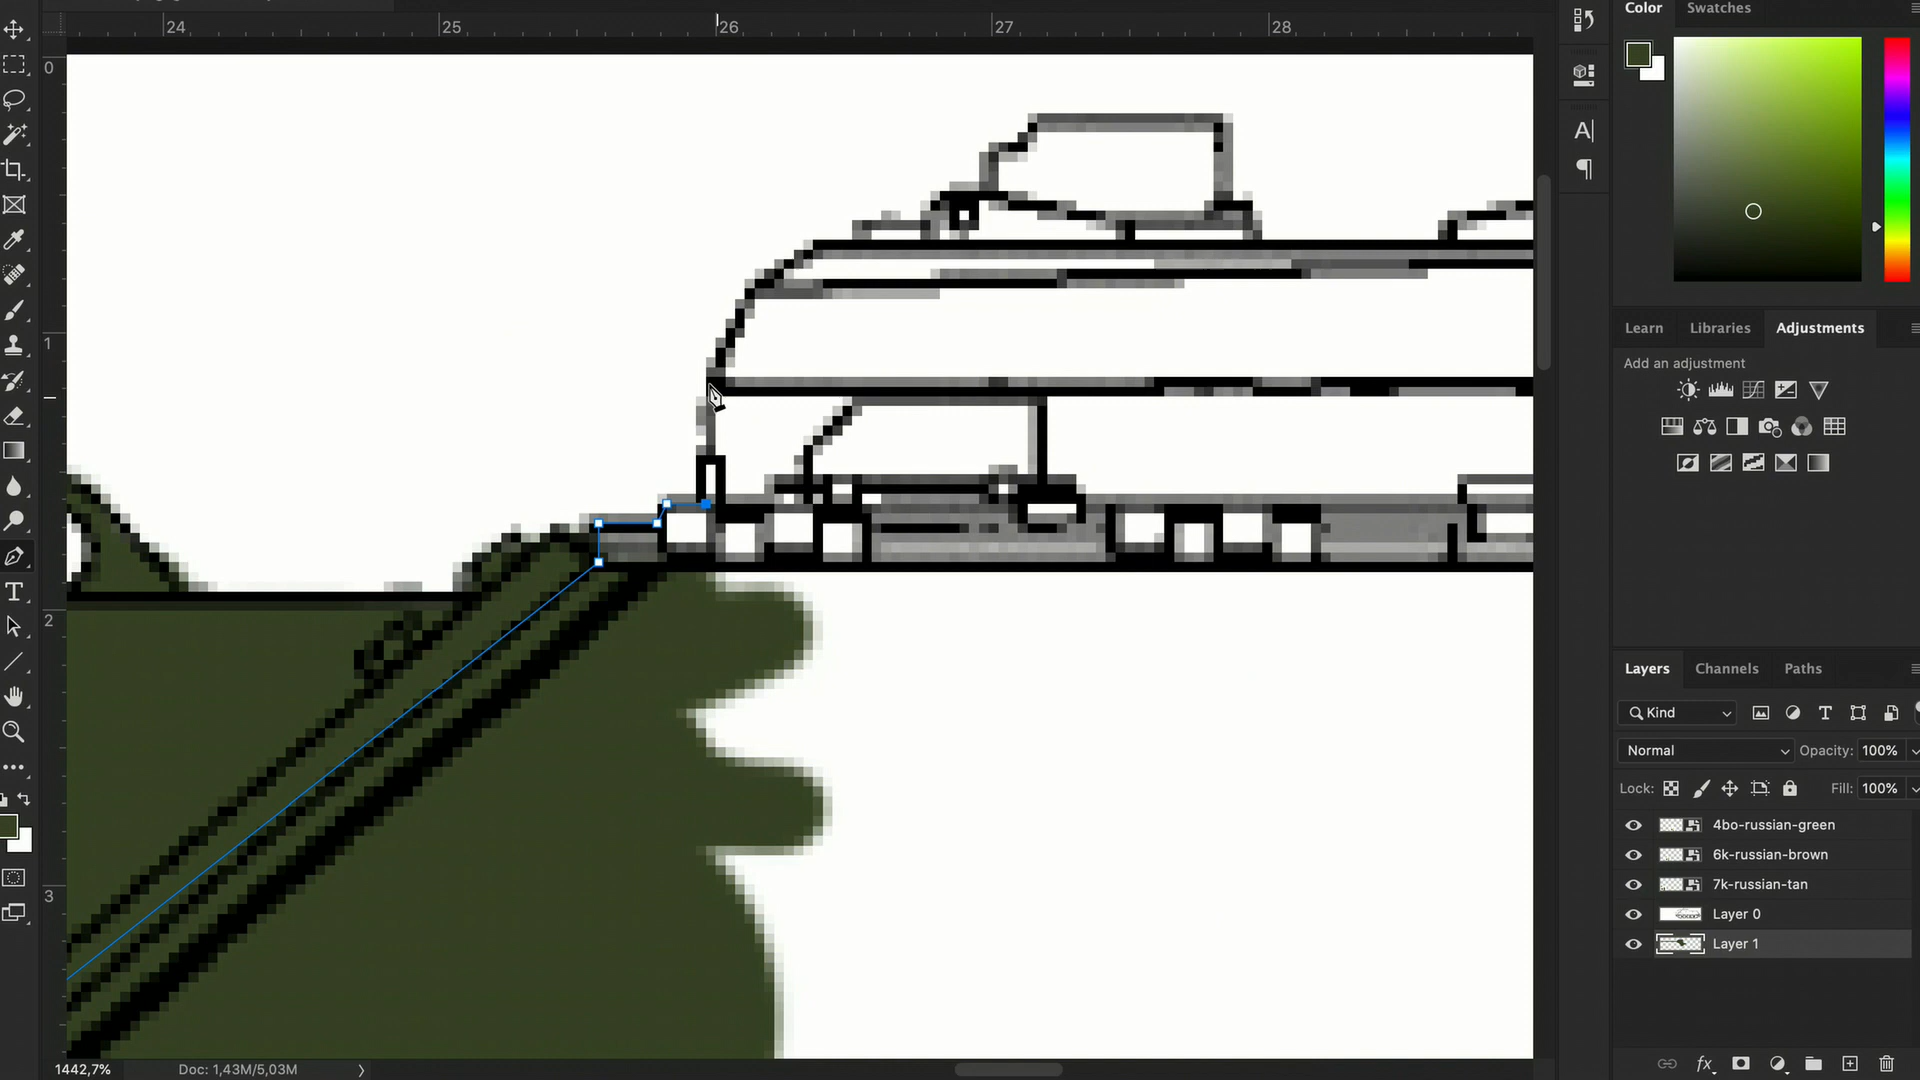 Color Swatches
24 25 26 27 28
0
1
2
3
A|
¶
T
Learn Libraries Adjustments
Add an adjustment
Layers Channels Paths
Kind
T
Normal Opacity: 100%
Lock: Fill: 100%
4bo-russian-green
6k-russian-brown
7k-russian-tan
Layer 0
Layer 1
fx
1442,7% Doc: 1,43M/5,03M